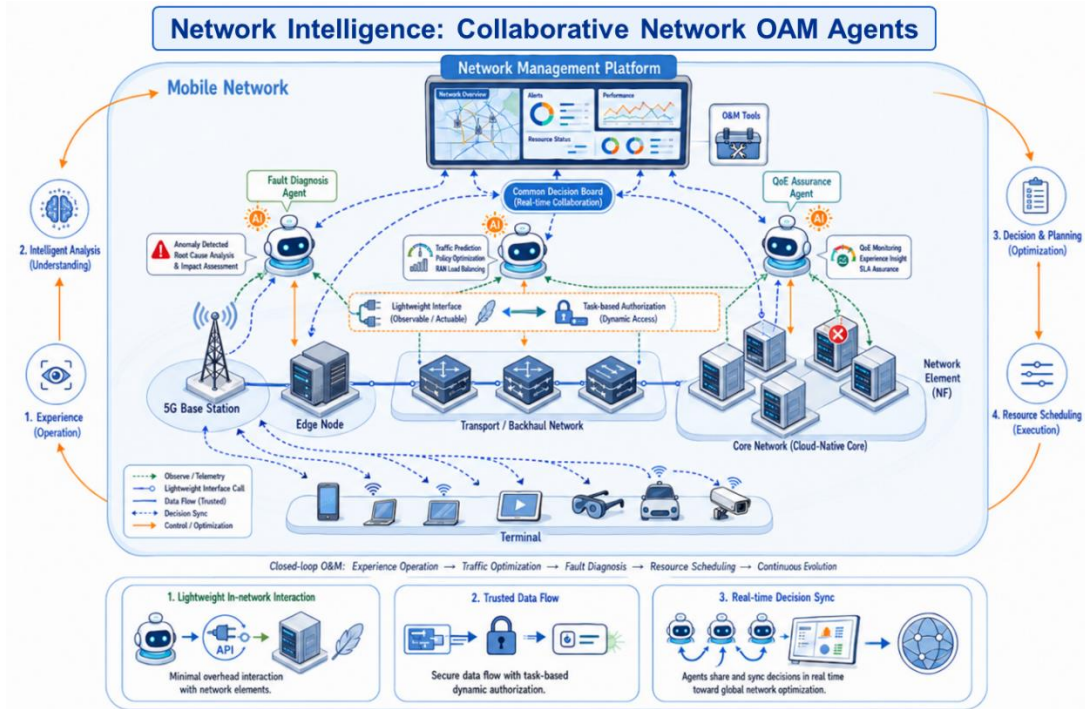 Network Intelligence: Collaborative Network OAM Agents
Network Management Platform
Mobile Network
Network Overview
Alerts
Performance
Resource Status
O&M Tools
Fault Diagnosis
Agent
Common Decision Board
(Real-time Collaboration)
QoE Assurance
Agent
AI
AI
AI
2. Intelligent Analysis
(Understanding)
Anomaly Detected
Root Cause Analysis
& Impact Assessment
Traffic Prediction
Policy Optimization
RAN Load Balancing
QoE Monitoring
Experience Insight
SLA Assurance
3. Decision & Planning
(Optimization)
Lightweight Interface
(Observable / Actuable)
Task-based Authorization
(Dynamic Access)
1. Experience
(Operation)
5G Base Station
Edge Node
Transport / Backhaul Network
Core Network (Cloud-Native Core)
Network
Element
(NF)
4. Resource Scheduling
(Execution)
Observe / Telemetry
Lightweight Interface Call
Data Flow (Trusted)
Decision Sync
Control / Optimization
Terminal
Closed-loop O&M: Experience Operation → Traffic Optimization → Fault Diagnosis → Resource Scheduling → Continuous Evolution
1. Lightweight In-network Interaction
API
Minimal overhead interaction
with network elements.
2. Trusted Data Flow
Secure data flow with task-based
dynamic authorization.
3. Real-time Decision Sync
Agents share and sync decisions in real time
toward global network optimization.